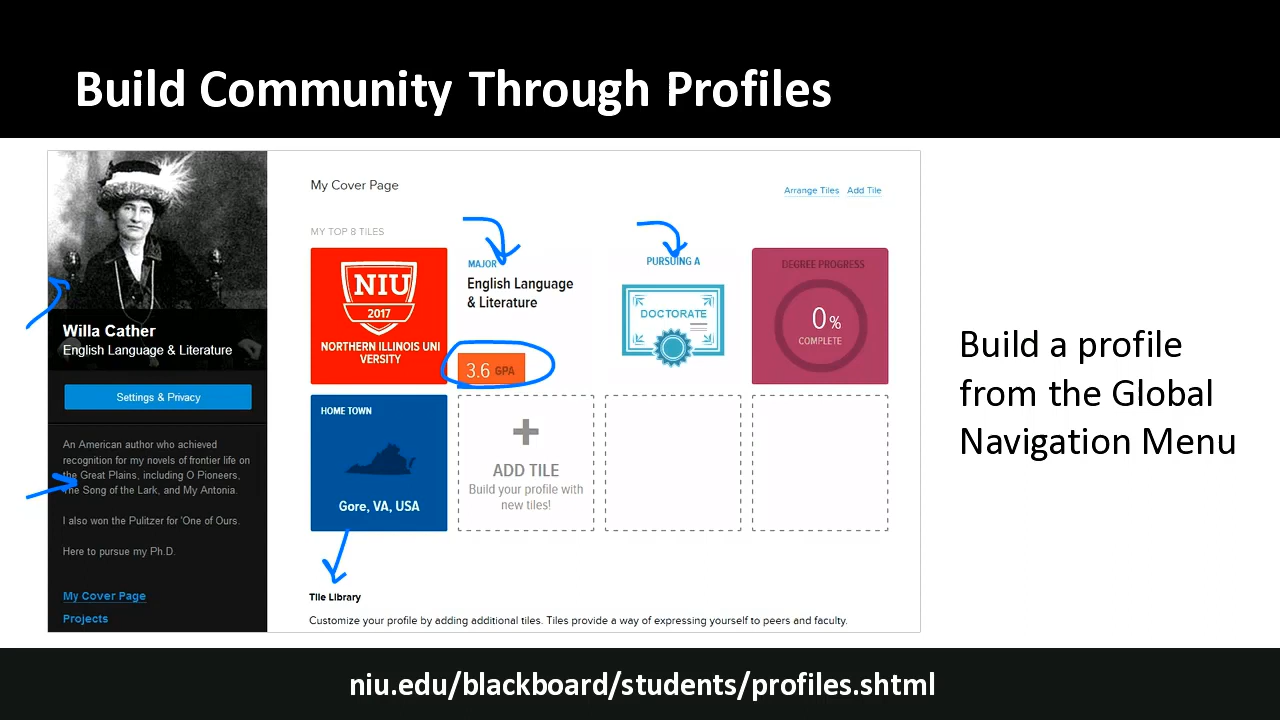 Build Community Through Profiles
My Cover Page
Arrange Tiles Add Tile
MY TOP 8 TILES
NIU
2017
NORTHERN ILLINOIS UNI
VERSITY
MAJOR
English Language
& Literature
3.6 GPA
PURSUING A
DOCTORATE
DEGREE PROGRESS
0%
COMPLETE
Willa Cather
English Language & Literature
Settings & Privacy
An American author who achieved
recognition for my novels of frontier life on
the Great Plains, including O Pioneers,
The Song of the Lark, and My Antonia.
I also won the Pulitzer for 'One of Ours.
Here to pursue my Ph.D.
My Cover Page
Projects
HOME TOWN
Gore, VA, USA
ADD TILE
Build your profile with
new tiles!
Tile Library
Customize your profile by adding additional tiles. Tiles provide a way of expressing yourself to peers and faculty.
Build a profile
from the Global
Navigation Menu
niu.edu/blackboard/students/profiles.shtml